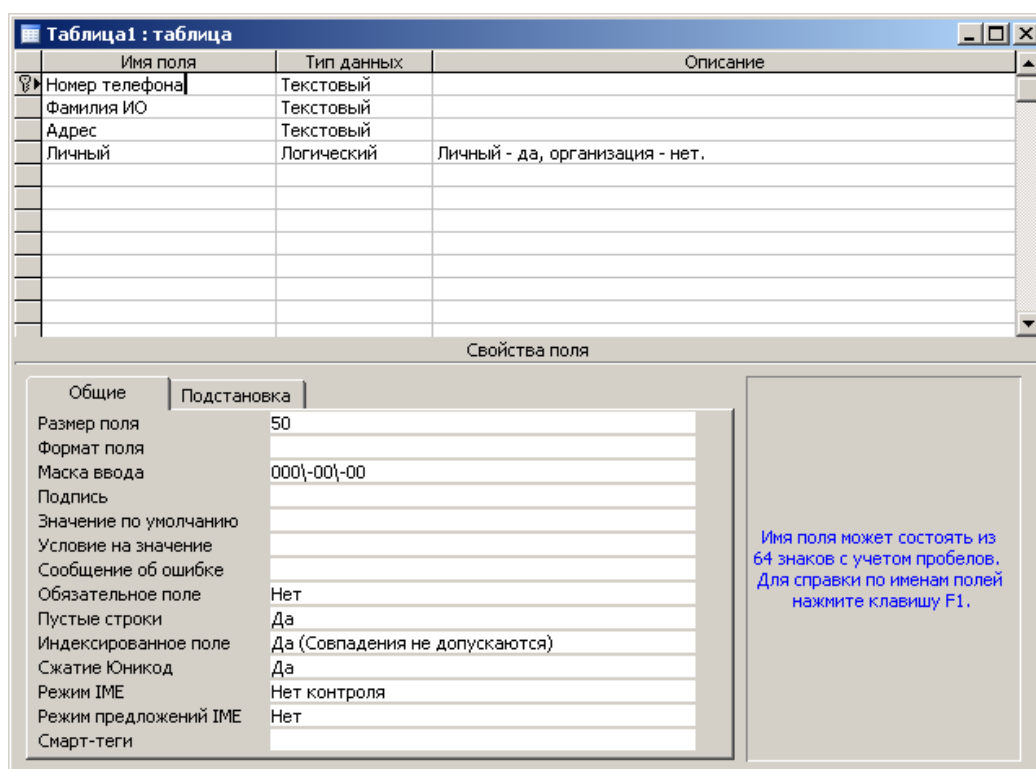 Таблица1 : таблица
Имя поля Тип данных Описание
Номер телефона Текстовый
Фамилия ИО Текстовый
Адрес Текстовый
Личный Логический Личный - да, организация - нет.
Свойства поля
Общие Подстановка
Размер поля 50
Формат поля
Маска ввода 000\-00\-00
Подпись
Значение по умолчанию
Условие на значение
Сообщение об ошибке
Обязательное поле Нет
Пустые строки Да
Индексированное поле Да (Совпадения не допускаются)
Сжатие Юникод Да
Режим IME Нет контроля
Режим предложений IME Нет
Смарт-теги
Имя поля может состоять из
64 знаков с учетом пробелов.
Для справки по именам полей
нажмите клавишу F1.